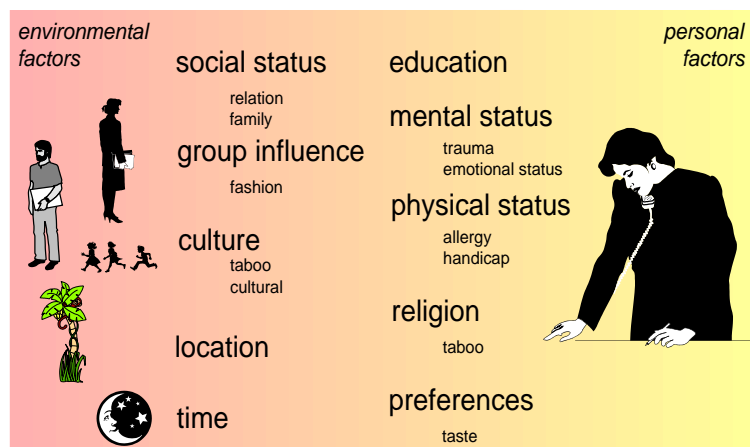 environmental
factors
social status
relation
family
group influence
fashion
culture
taboo
cultural
location
time
education
mental status
trauma
emotional status
physical status
allergy
handicap
religion
taboo
preferences
taste
personal
factors